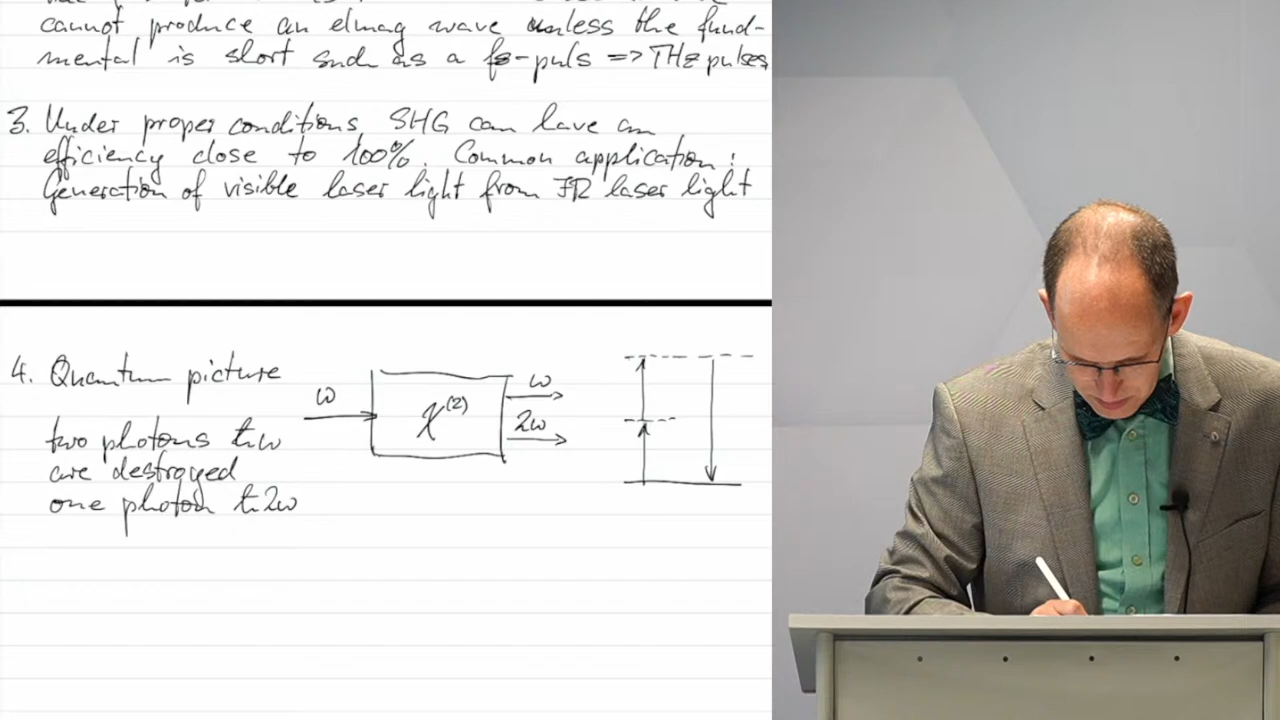 cannot produce an elmag wave unless the fund-
mental is short such as a fs-puls => THz pulses
3. Under proper conditions SHG can have an
efficiency close to 100%. Common application:
Generation of visible laser light from IR laser light
4. Quantum picture
two photons ħω
are destroyed
one photon ħ2ω
ω
χ(2)
ω
2ω